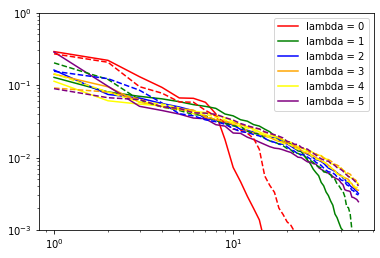 10⁰
10⁻¹
10⁻²
10⁻³
10⁰
10¹
lambda = 0
lambda = 1
lambda = 2
lambda = 3
lambda = 4
lambda = 5